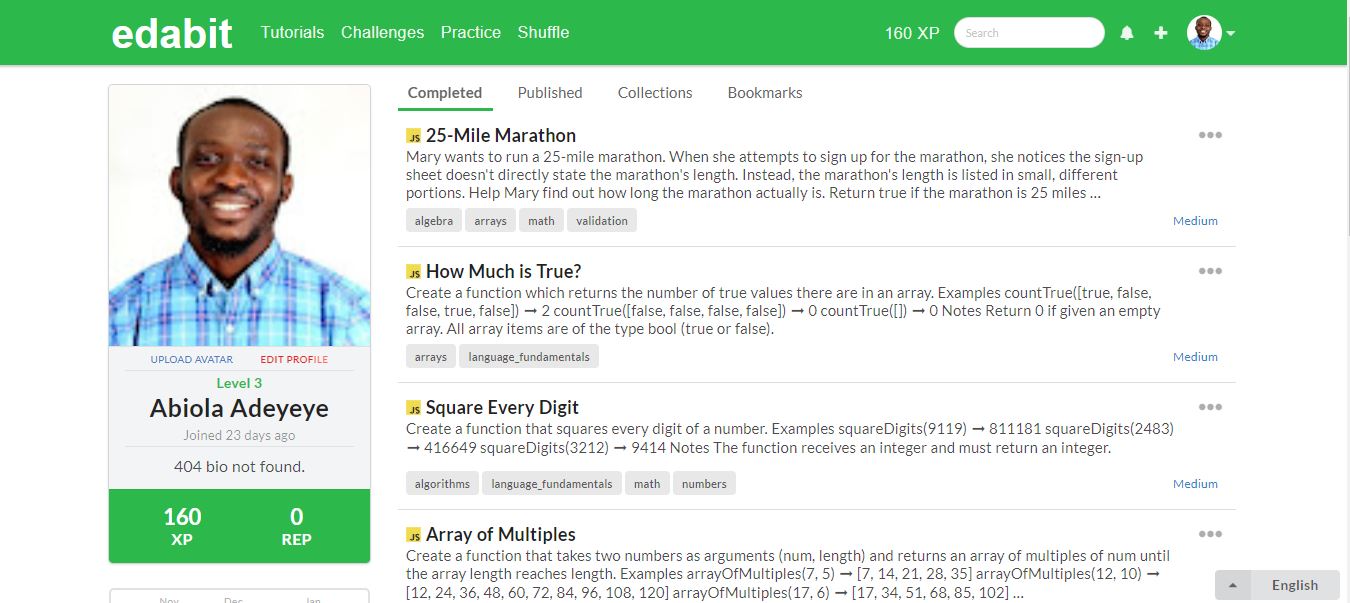 edabit Tutorials Challenges Practice Shuffle 160 XP Search
Completed Published Collections Bookmarks
JS 25-Mile Marathon
Mary wants to run a 25-mile marathon. When she attempts to sign up for the marathon, she notices the sign-up
sheet doesn't directly state the marathon's length. Instead, the marathon's length is listed in small, different
portions. Help Mary find out how long the marathon actually is. Return true if the marathon is 25 miles ...
algebra arrays math validation Medium
JS How Much is True?
Create a function which returns the number of true values there are in an array. Examples countTrue([true, false,
false, true, false]) ➞ 2 countTrue([false, false, false, false]) ➞ 0 countTrue([]) ➞ 0 Notes Return 0 if given an empty
array. All array items are of the type bool (true or false).
arrays language_fundamentals Medium
JS Square Every Digit
Create a function that squares every digit of a number. Examples squareDigits(9119) ➞ 811181 squareDigits(2483)
➞ 416649 squareDigits(3212) ➞ 9414 Notes The function receives an integer and must return an integer.
algorithms language_fundamentals math numbers Medium
JS Array of Multiples
Create a function that takes two numbers as arguments (num, length) and returns an array of multiples of num until
the array length reaches length. Examples arrayOfMultiples(7, 5) ➞ [7, 14, 21, 28, 35] arrayOfMultiples(12, 10) ➞
[12, 24, 36, 48, 60, 72, 84, 96, 108, 120] arrayOfMultiples(17, 6) ➞ [17, 34, 51, 68, 85, 102] ...
UPLOAD AVATAR EDIT PROFILE
Level 3
Abiola Adeyeye
Joined 23 days ago
404 bio not found.
160 0
XP REP
Nov Dec Jan
English